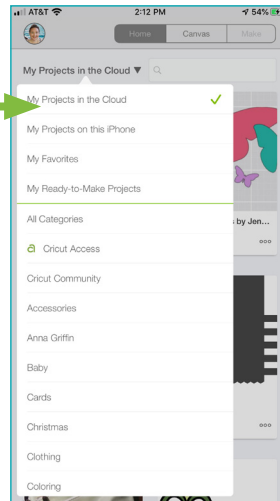 AT&T 2:12 PM 54%
Home Canvas Make
My Projects in the Cloud ▼
My Projects in the Cloud
My Projects on this iPhone
My Favorites
My Ready-to-Make Projects
All Categories
s by Jen...
a Cricut Access
Cricut Community
Accessories
Anna Griffin
Baby
Cards
Christmas
Clothing
Coloring